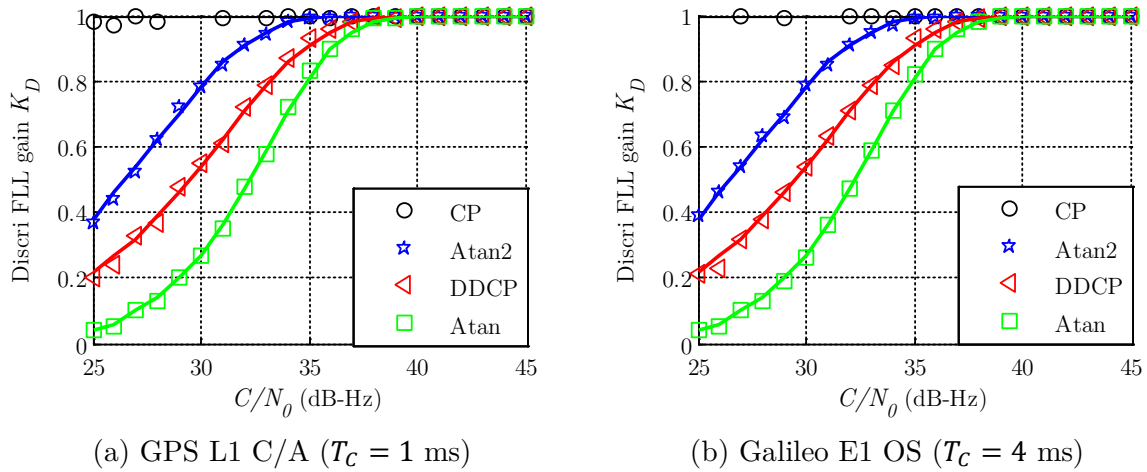 Discri FLL gain K_D
1
0.8
0.6
0.4
0.2
0
25 30 35 40 45
C/N_0 (dB-Hz)
CP
Atan2
DDCP
Atan
(a) GPS L1 C/A (T_C = 1 ms)
Discri FLL gain K_D
1
0.8
0.6
0.4
0.2
0
25 30 35 40 45
C/N_0 (dB-Hz)
CP
Atan2
DDCP
Atan
(b) Galileo E1 OS (T_C = 4 ms)